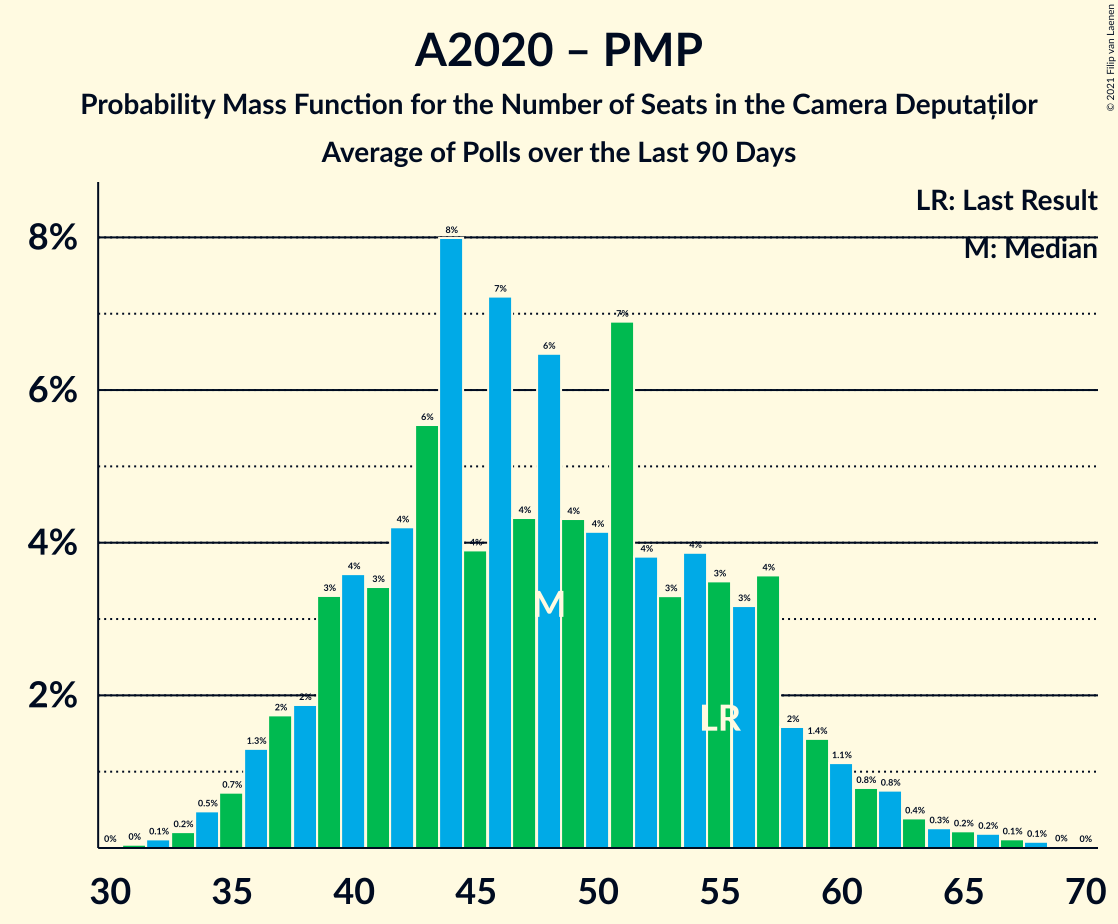 A2020 – PMP
Probability Mass Function for the Number of Seats in the Camera Deputaților
Average of Polls over the Last 90 Days
© 2021 Filip van Laenen
LR: Last Result
M: Median
8%
6%
4%
2%
0% 0% 0.1% 0.2% 0.5% 0.7% 1.3% 2% 2% 3% 4% 3% 4% 6% 8% 4% 7% 4% 6% 4% 4% 7% 4% 3% 4% 3% 3% 4% 2% 1.4% 1.1% 0.8% 0.8% 0.4% 0.3% 0.2% 0.2% 0.1% 0.1% 0% 0%
M
LR
30 35 40 45 50 55 60 65 70